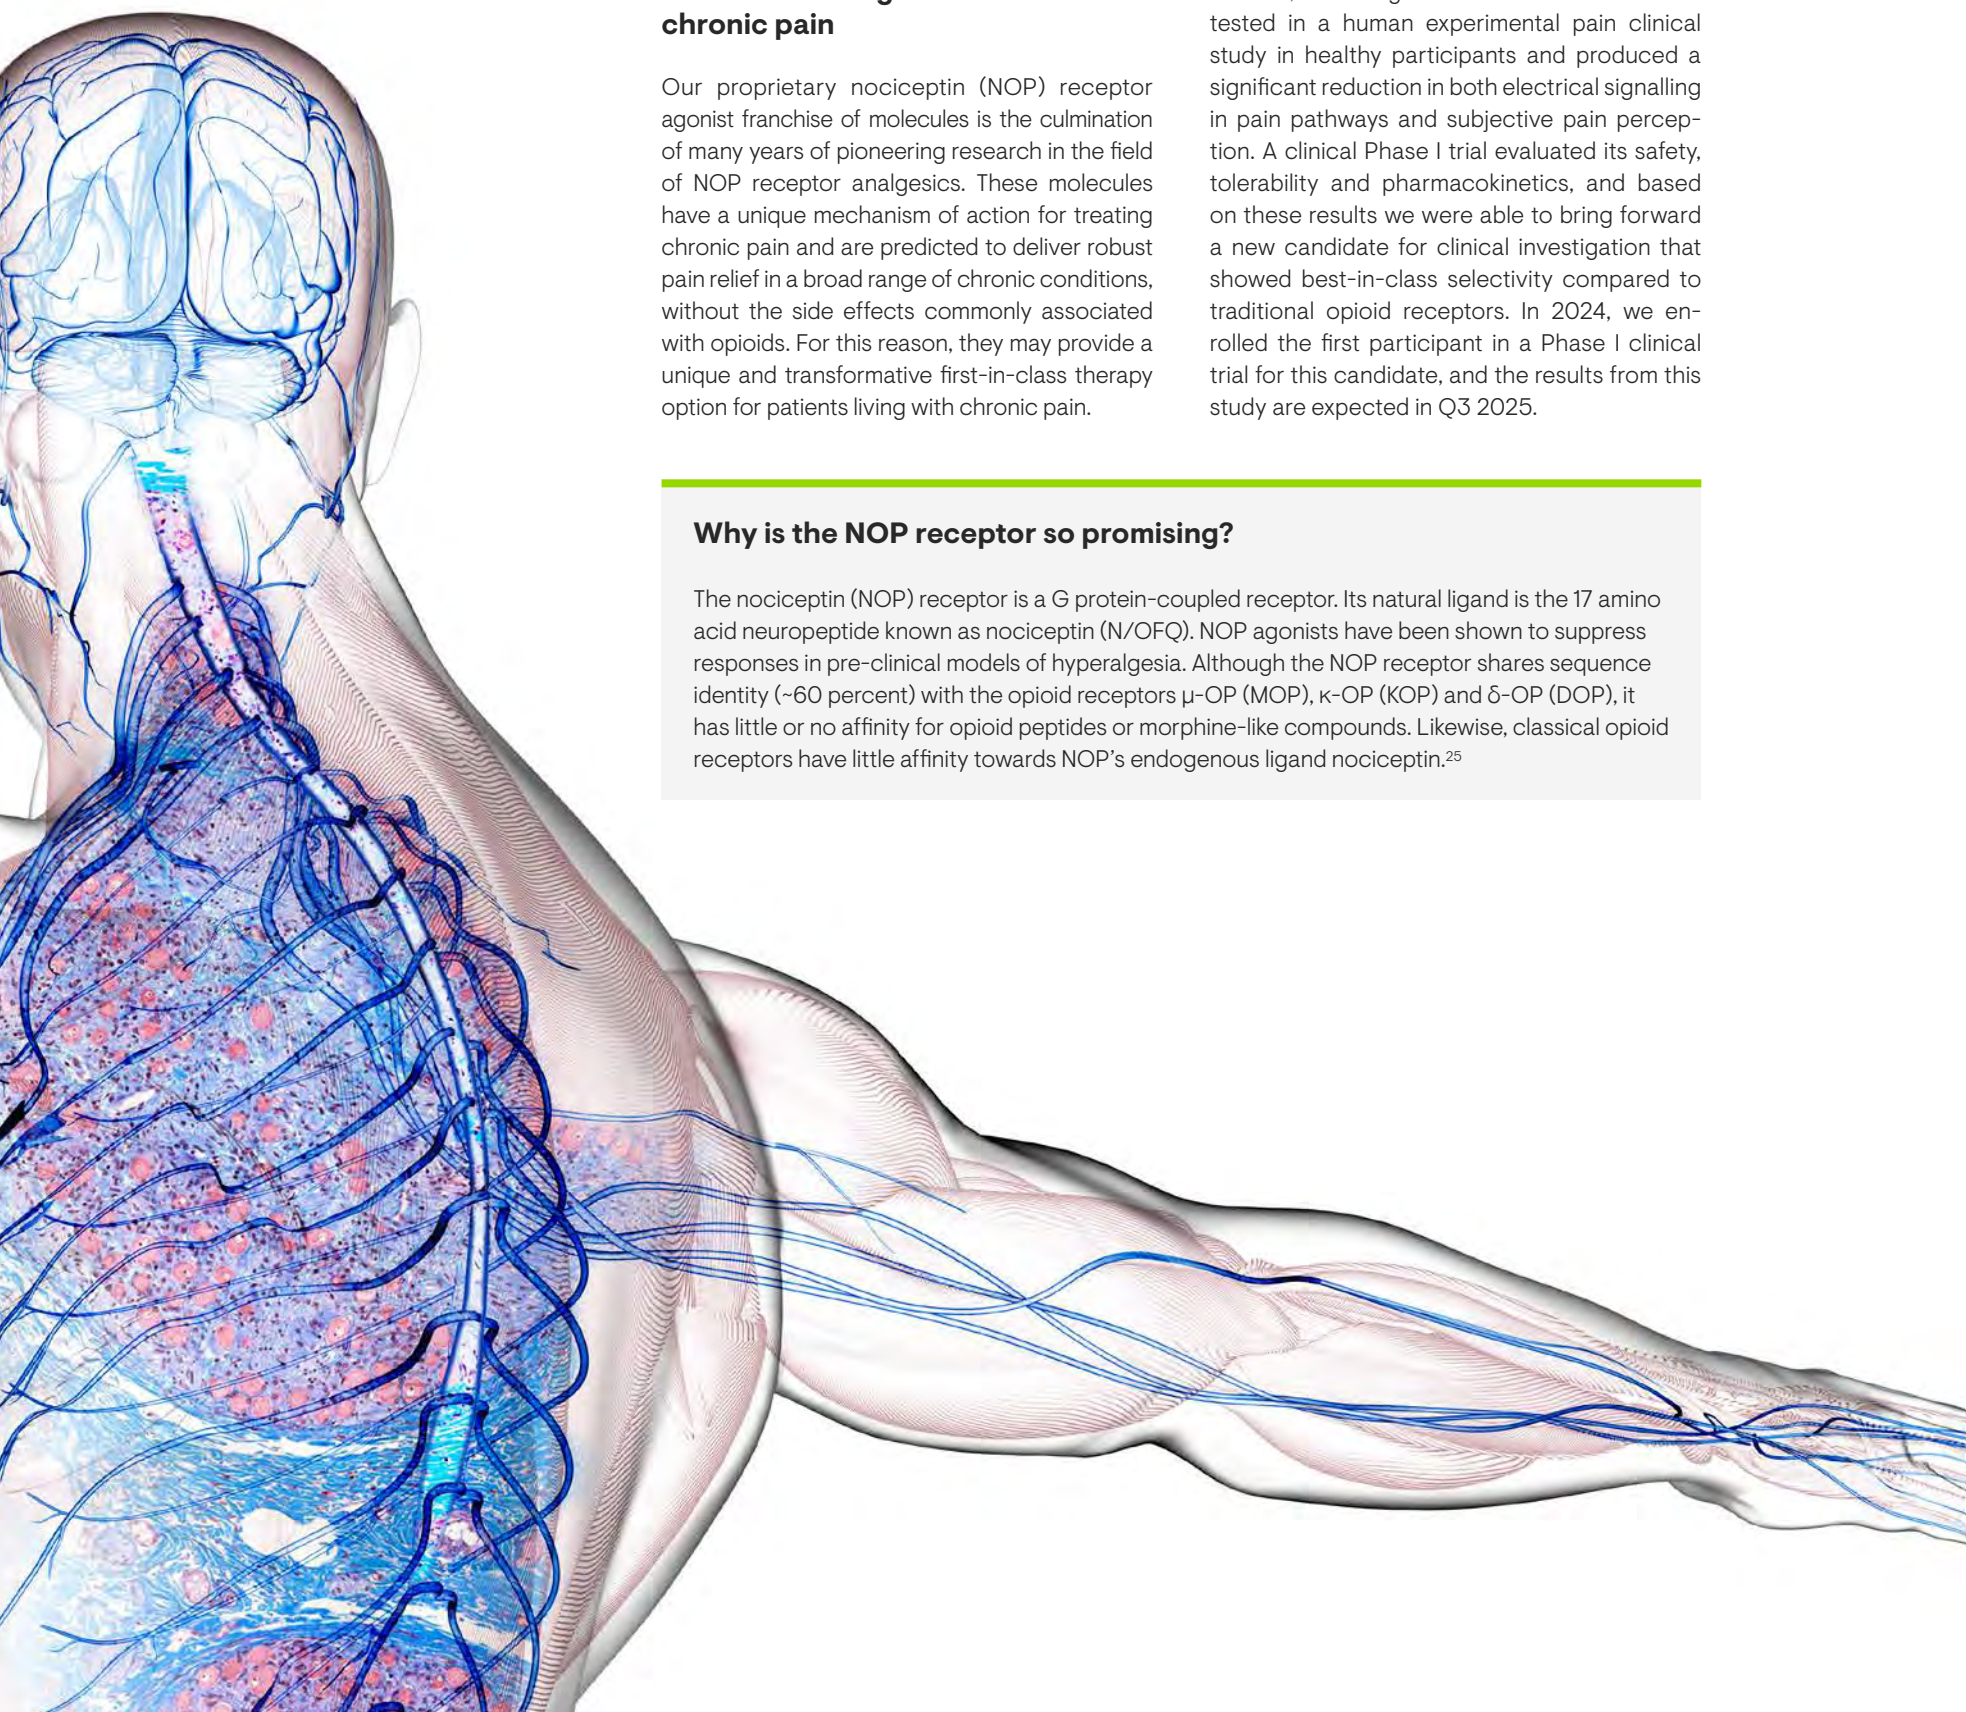 chronic pain
Our proprietary nociceptin (NOP) receptor
agonist franchise of molecules is the culmination
of many years of pioneering research in the field
of NOP receptor analgesics. These molecules
have a unique mechanism of action for treating
chronic pain and are predicted to deliver robust
pain relief in a broad range of chronic conditions,
without the side effects commonly associated
with opioids. For this reason, they may provide a
unique and transformative first-in-class therapy
option for patients living with chronic pain.
tested in a human experimental pain clinical
study in healthy participants and produced a
significant reduction in both electrical signalling
in pain pathways and subjective pain percep-
tion. A clinical Phase I trial evaluated its safety,
tolerability and pharmacokinetics, and based
on these results we were able to bring forward
a new candidate for clinical investigation that
showed best-in-class selectivity compared to
traditional opioid receptors. In 2024, we en-
rolled the first participant in a Phase I clinical
trial for this candidate, and the results from this
study are expected in Q3 2025.
Why is the NOP receptor so promising?
The nociceptin (NOP) receptor is a G protein-coupled receptor. Its natural ligand is the 17 amino
acid neuropeptide known as nociceptin (N/OFQ). NOP agonists have been shown to suppress
responses in pre-clinical models of hyperalgesia. Although the NOP receptor shares sequence
identity (~60 percent) with the opioid receptors μ-OP (MOP), κ-OP (KOP) and δ-OP (DOP), it
has little or no affinity for opioid peptides or morphine-like compounds. Likewise, classical opioid
receptors have little affinity towards NOP's endogenous ligand nociceptin.²⁵